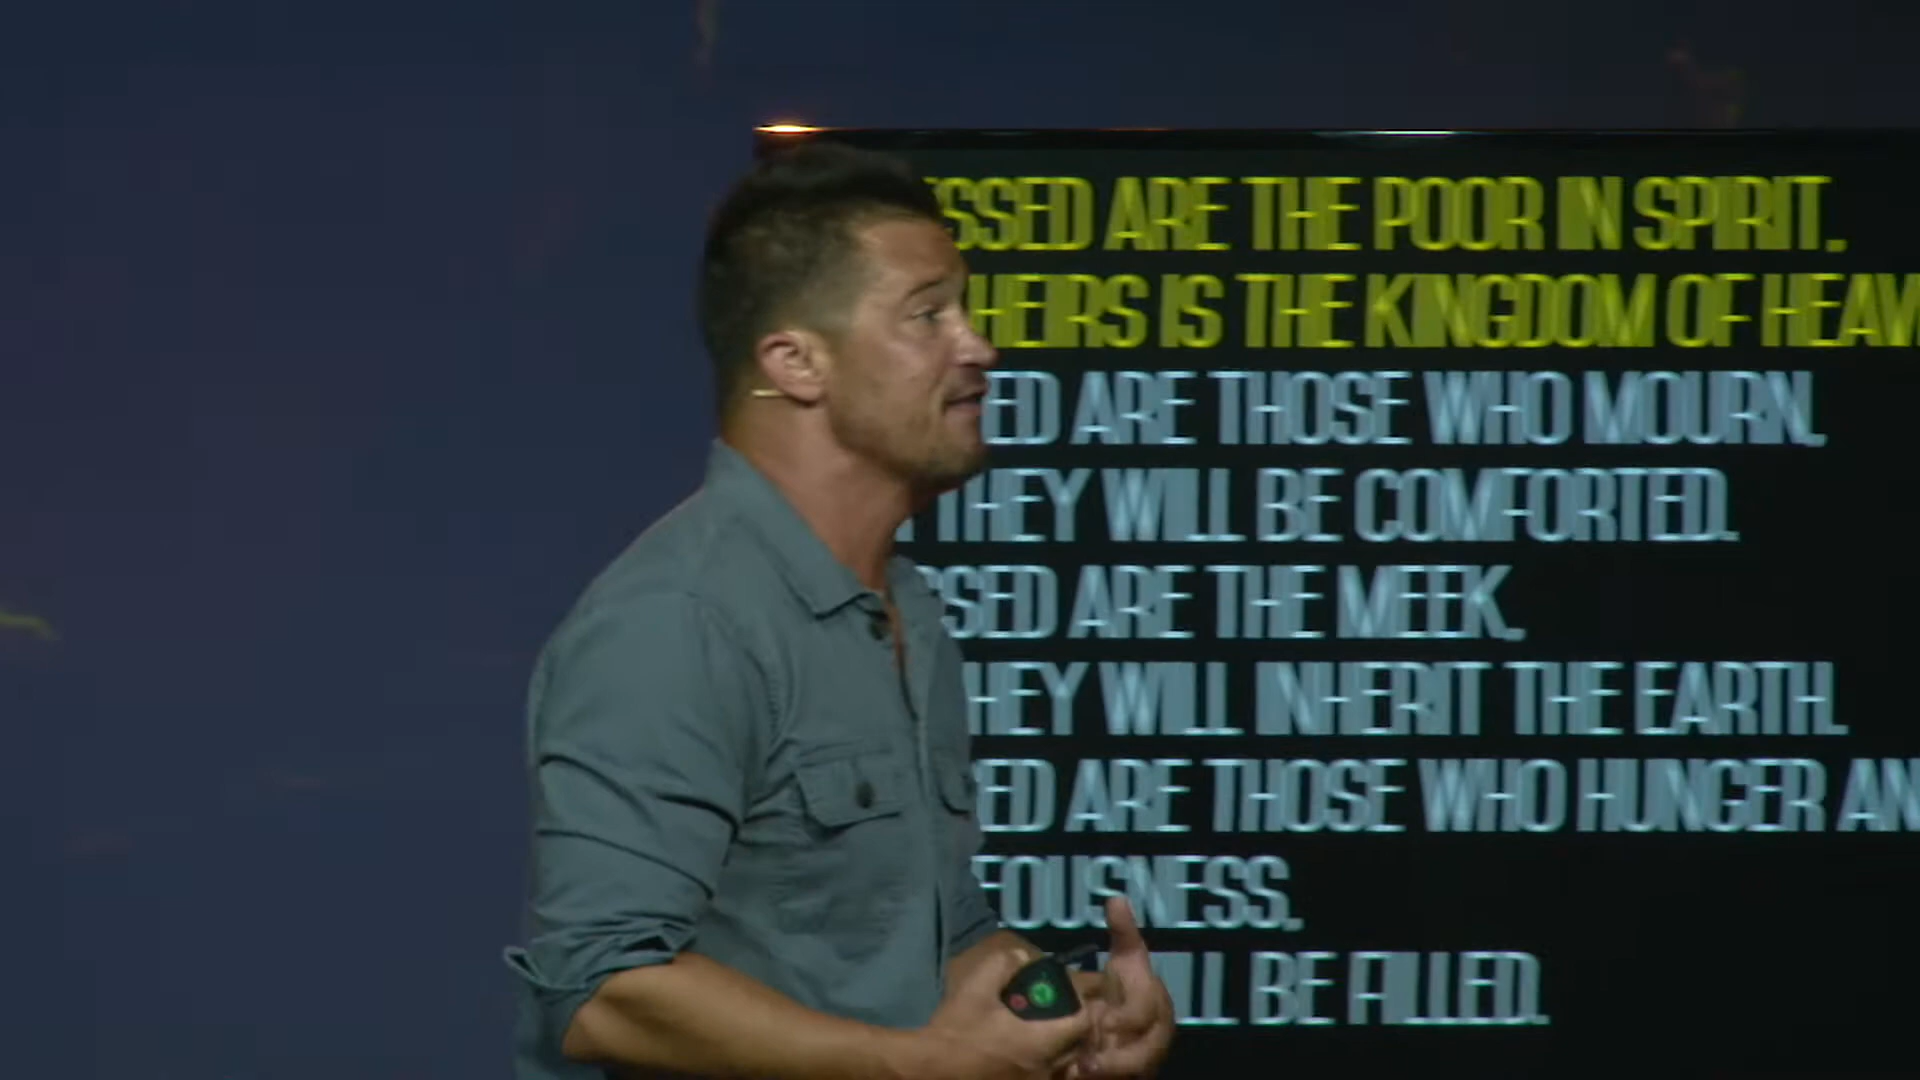 ESSED ARE THE POOR IN SPIRIT,
HEIRS IS THE KINGDOM OF HEAV
ED ARE THOSE WHO MOURN,
THEY WILL BE COMFORTED.
SSED ARE THE MEEK,
HEY WILL INHERIT THE EARTH.
ED ARE THOSE WHO HUNGER AN
EOUSNESS,
ILL BE FILLED.